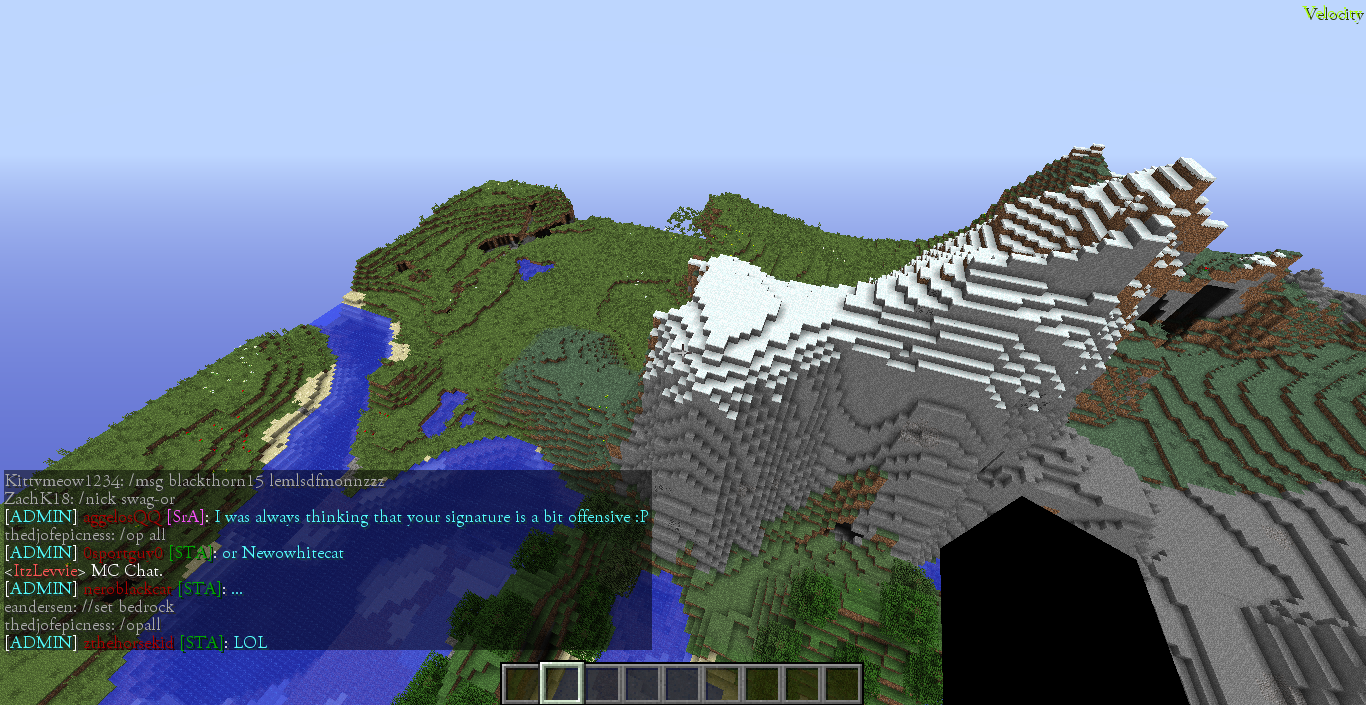 Velocity
Kittymeow1234: /msg blackthorn15 lemlsdfmonnzzz
ZachK18: /nick swag-or
[ADMIN] aggelosQQ [SrA]: I was always thinking that your signature is a bit offensive :P
thedjofepicness: /op all
[ADMIN] [STA]: or Newowhitecat
<ItzLevvie> MC Chat.
[ADMIN] [STA]: ...
eandersen: //set bedrock
thedjofepicness: /opall
[ADMIN] [STA]: LOL